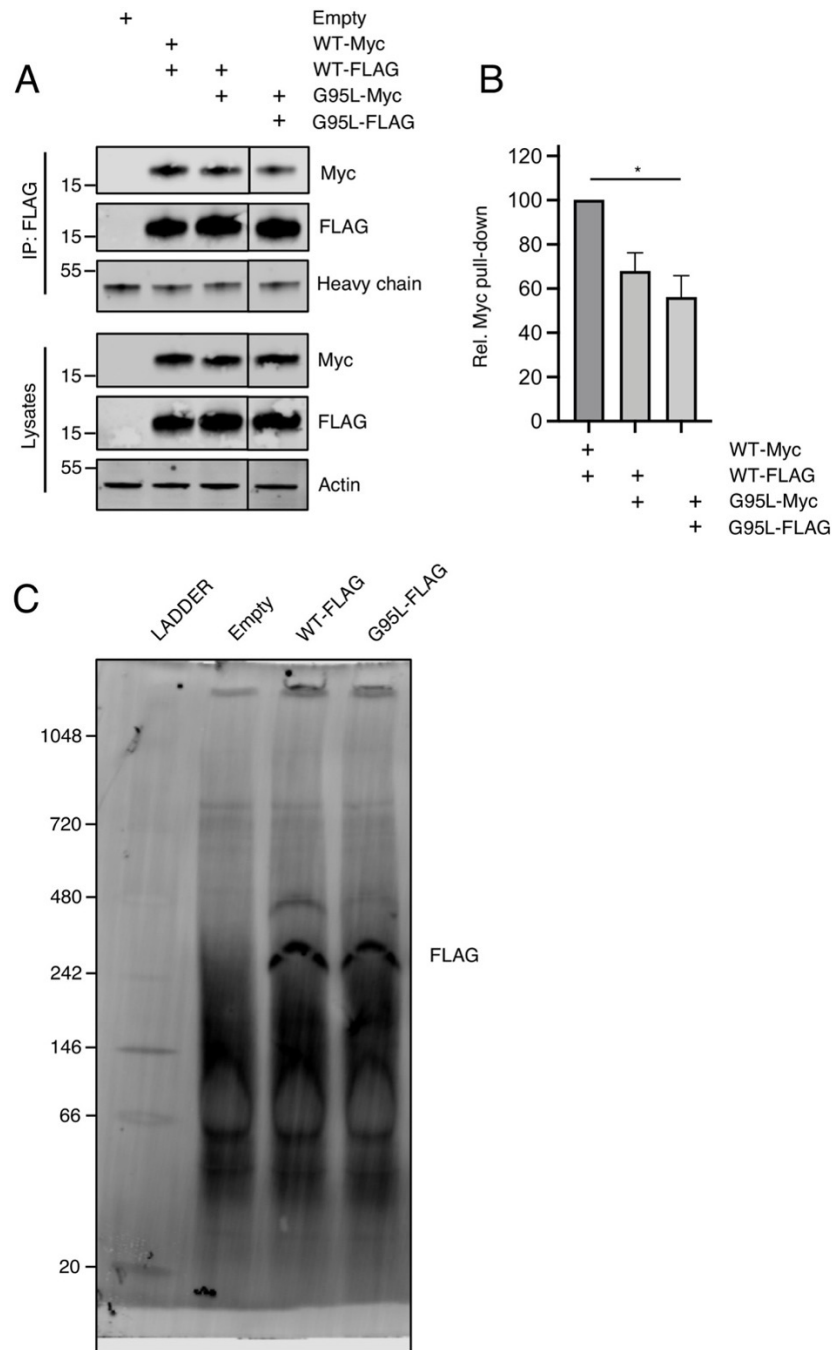 + Empty
+ WT-Myc
+ + WT-FLAG
+ + G95L-Myc
+ G95L-FLAG
A
IP: FLAG
15 Myc
15 FLAG
55 Heavy chain
Lysates
15 Myc
15 FLAG
55 Actin
B
Rel. Myc pull-down
120
100
80
60
40
20
0
*
+ WT-Myc
+ + WT-FLAG
+ + G95L-Myc
+ G95L-FLAG
C
LADDER Empty WT-FLAG G95L-FLAG
1048
720
480
242
146
66
20
FLAG